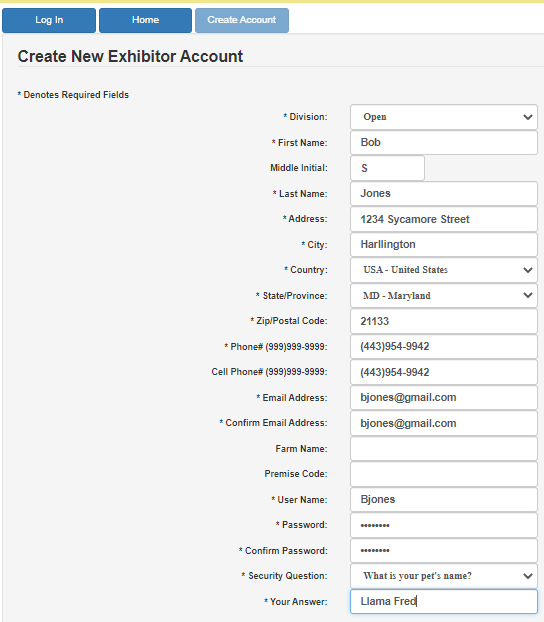 Log In Home Create Account
Create New Exhibitor Account
* Denotes Required Fields
* Division: Open
* First Name: Bob
Middle Initial: S
* Last Name: Jones
* Address: 1234 Sycamore Street
* City: Harllington
* Country: USA - United States
* State/Province: MD - Maryland
* Zip/Postal Code: 21133
* Phone# (999)999-9999: (443)954-9942
Cell Phone# (999)999-9999: (443)954-9942
* Email Address: bjones@gmail.com
* Confirm Email Address: bjones@gmail.com
Farm Name:
Premise Code:
* User Name: Bjones
* Password: ••••••••
* Confirm Password: ••••••••
* Security Question: What is your pet's name?
* Your Answer: Llama Fred